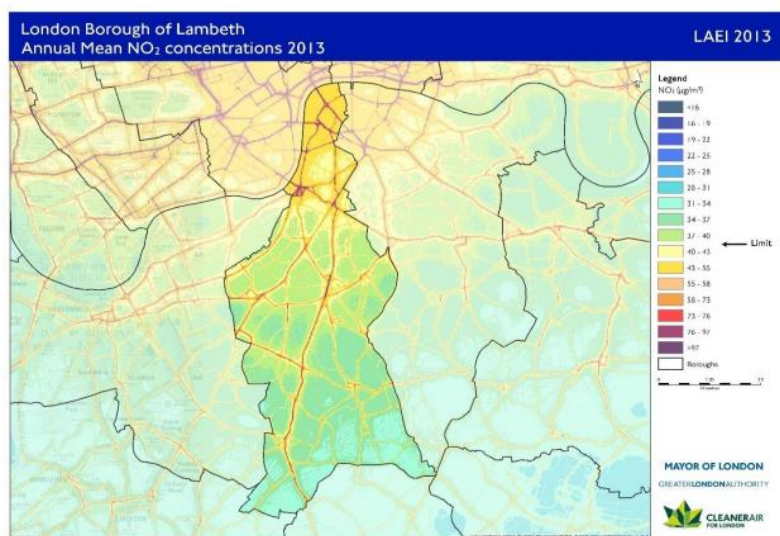 London Borough of Lambeth
Annual Mean NO₂ concentrations 2013
LAEI 2013
Legend
NO₂ (µg/m³)
<16
16 - 19
19 - 22
22 - 25
25 - 28
28 - 31
31 - 34
34 - 37
37 - 40
40 - 43
43 - 55
55 - 58
58 - 73
73 - 76
76 - 97
>97
Boroughs
Limit
MAYOR OF LONDON
GREATERLONDONAUTHORITY
CLEANERAIR
FOR LONDON